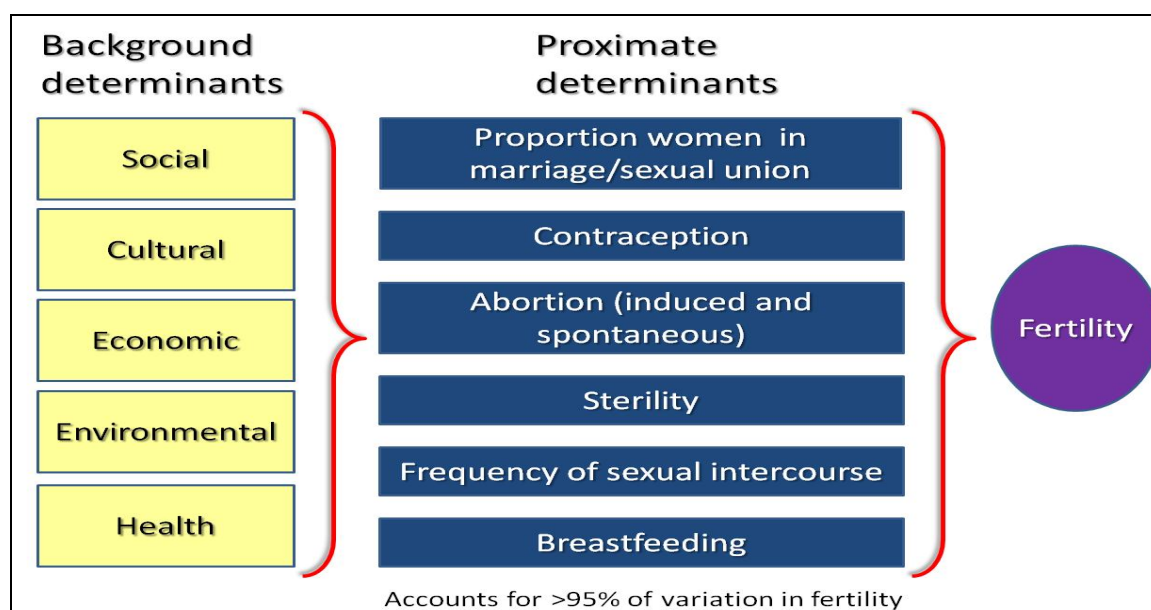 Background
determinants
Social
Cultural
Economic
Environmental
Health
Proximate
determinants
Proportion women in
marriage/sexual union
Contraception
Abortion (induced and
spontaneous)
Sterility
Frequency of sexual intercourse
Breastfeeding
Accounts for >95% of variation in fertility
Fertility